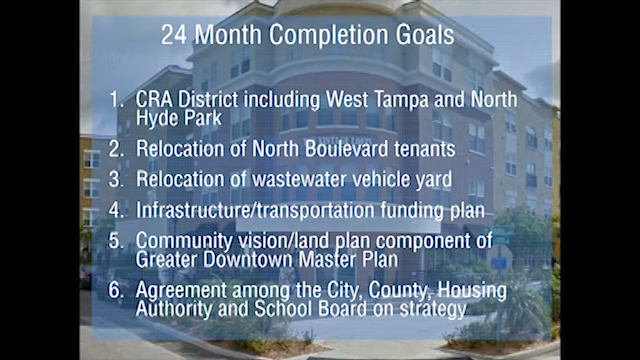 24 Month Completion Goals
1. CRA District including West Tampa and North
Hyde Park
2. Relocation of North Boulevard tenants
3. Relocation of wastewater vehicle yard
4. Infrastructure/transportation funding plan
5. Community vision/land plan component of
Greater Downtown Master Plan
6. Agreement among the City, County, Housing
Authority and School Board on strategy